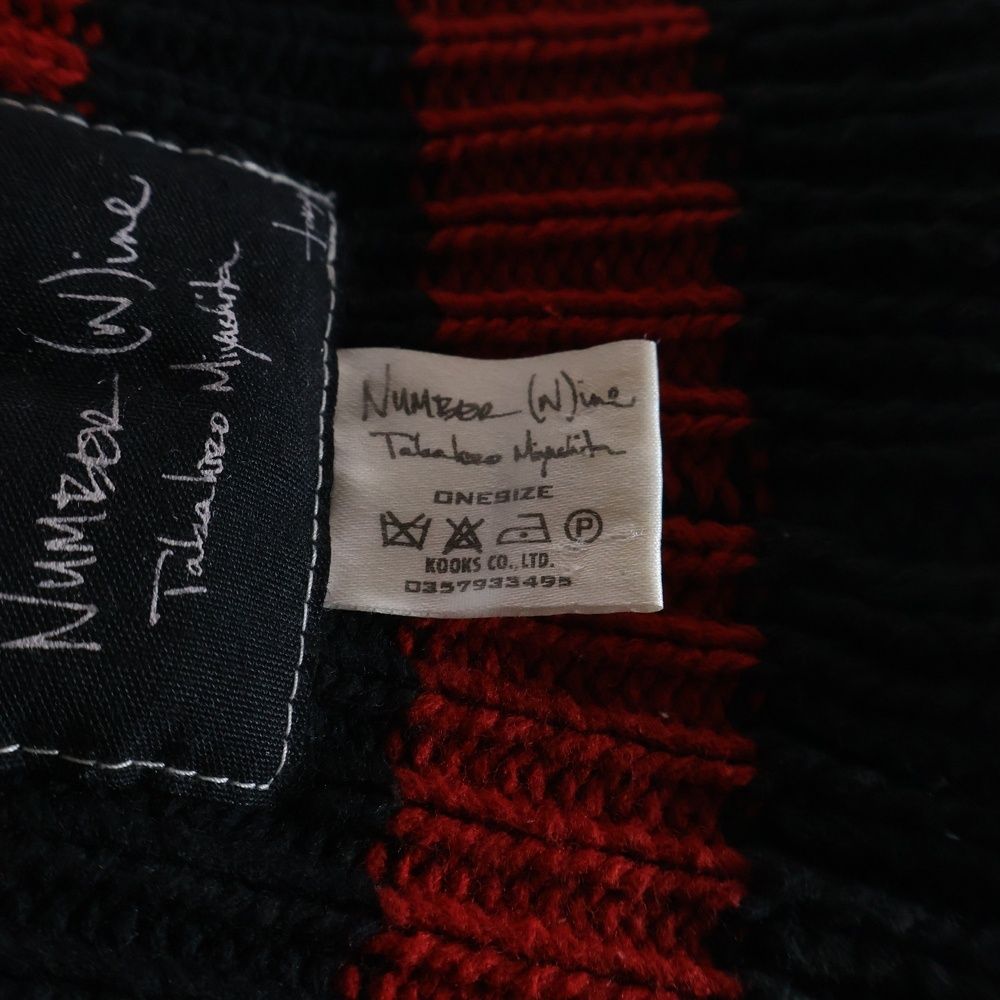 NUMBER (N)ine
Takahiro Miyashita
NUMBER (N)ine
Takahiro Miyashita
ONESIZE
P
KOOKS CO., LTD.
0357933495